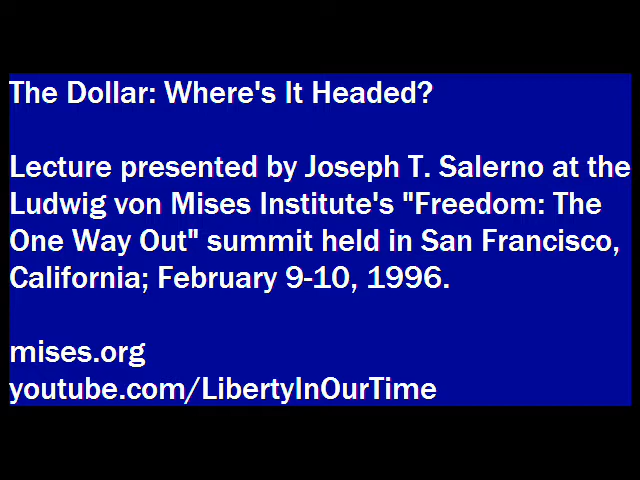 The Dollar: Where's It Headed?
Lecture presented by Joseph T. Salerno at the
Ludwig von Mises Institute's "Freedom: The
One Way Out" summit held in San Francisco,
California; February 9-10, 1996.
mises.org
youtube.com/LibertyInOurTime